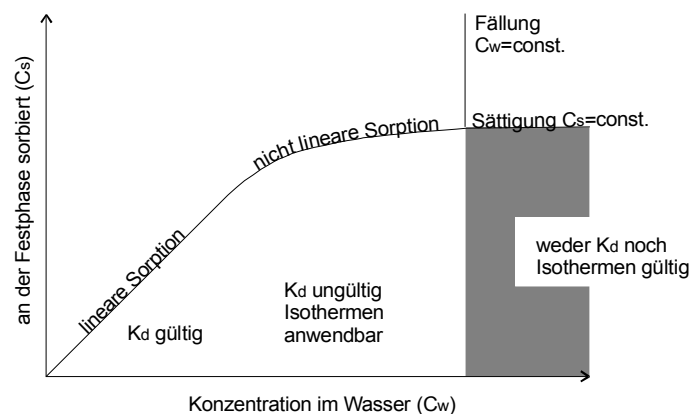 Fällung
Cw=const.
Sättigung Cs=const.
nicht lineare Sorption
lineare Sorption
an der Festphase sorbiert (Cs)
weder Kd noch
Isothermen gültig
Kd ungültig
Isothermen
anwendbar
Kd gültig
Konzentration im Wasser (Cw)